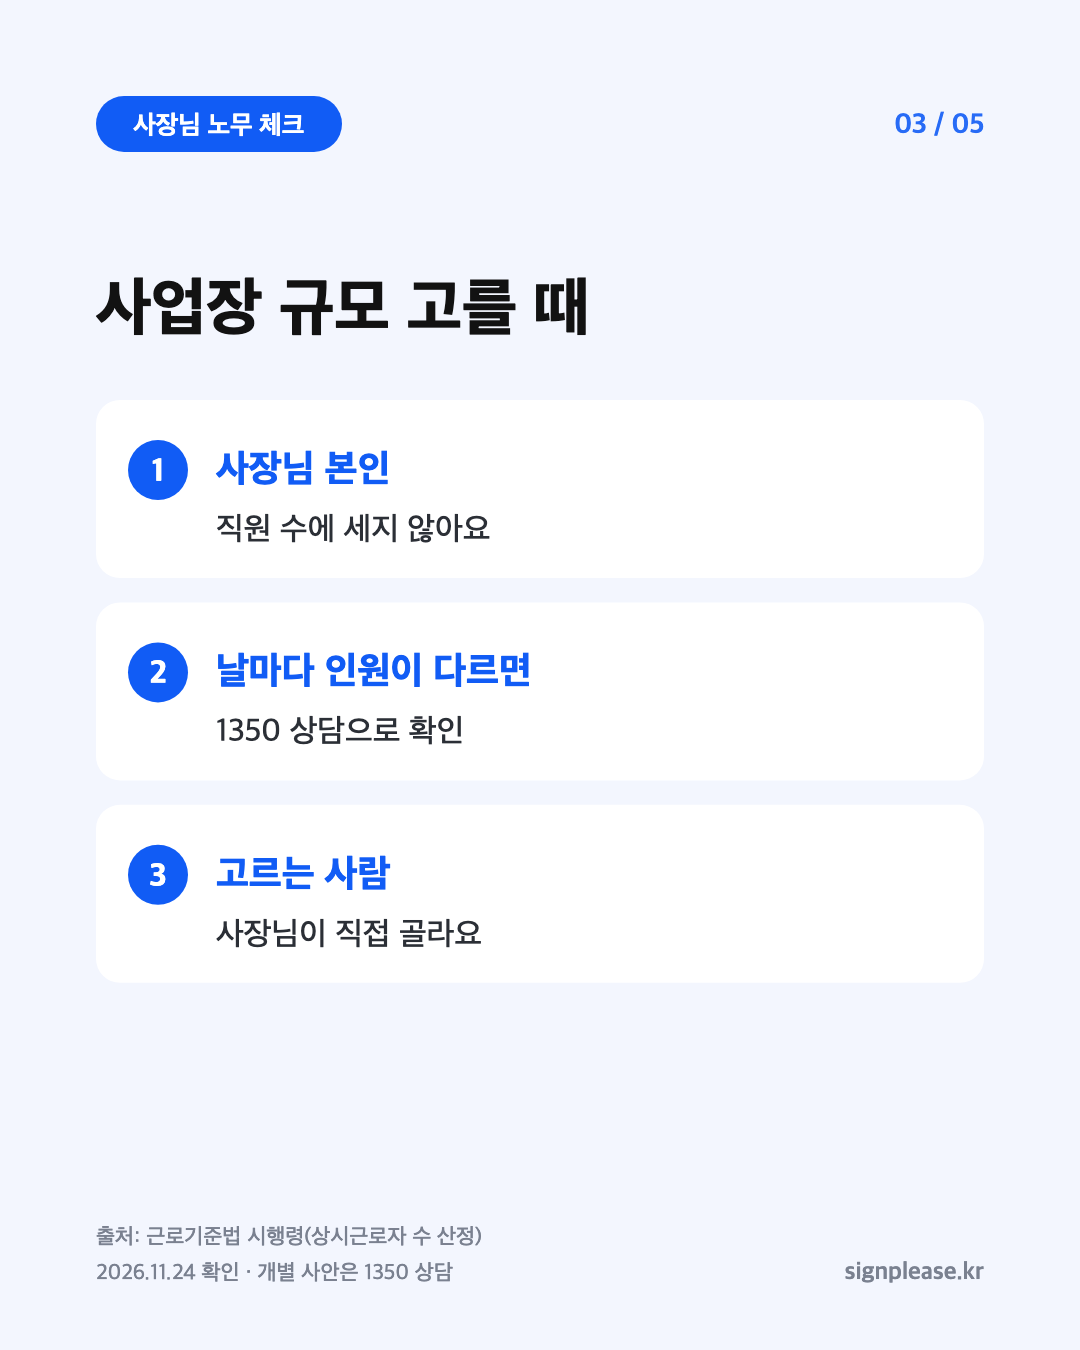 사장님 노무 체크
03 / 05
사업장 규모 고를 때
1
사장님 본인
직원 수에 세지 않아요
2
날마다 인원이 다르면
1350 상담으로 확인
3
고르는 사람
사장님이 직접 골라요
출처: 근로기준법 시행령(상시근로자 수 산정)
2026.11.24 확인 · 개별 사안은 1350 상담
signplease.kr